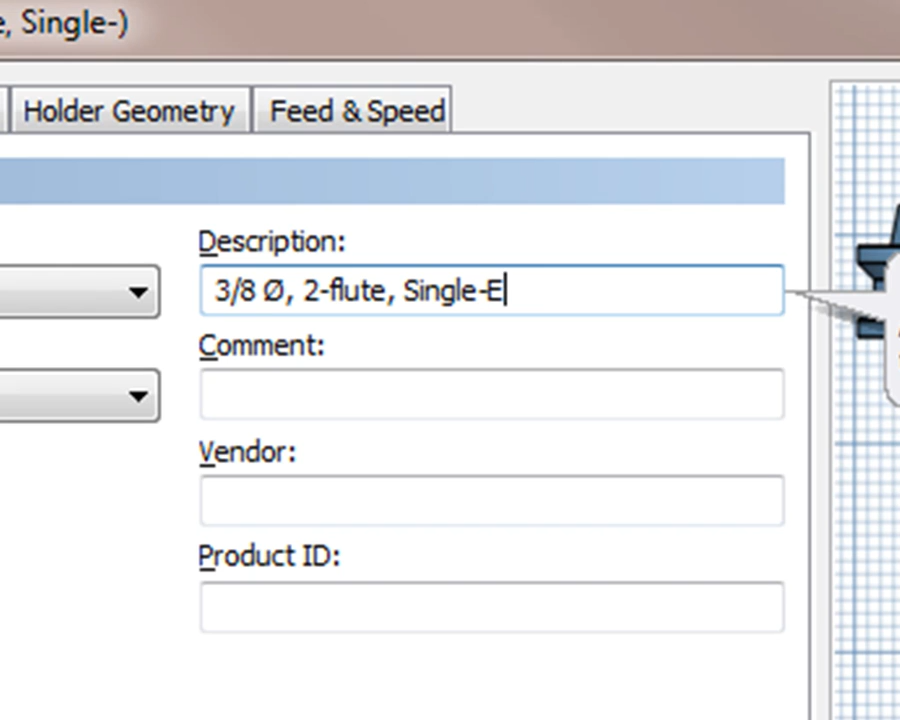 , Single-)
Holder Geometry
Feed & Speed
Description:
3/8 Ø, 2-flute, Single-E
Comment:
Vendor:
Product ID: